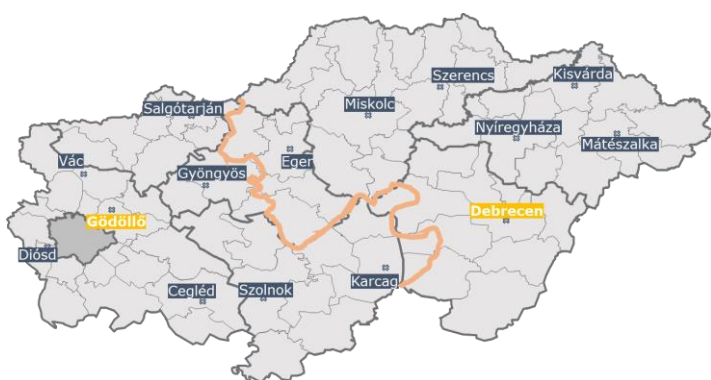 Kisvárda
Szerencs
Miskolc
Salgótarján
Nyíregyháza
Mátészalka
Eger
Vác
Gyöngyös
Debrecen
Gödöllő
Diósd
Karcag
Cegléd
Szolnok